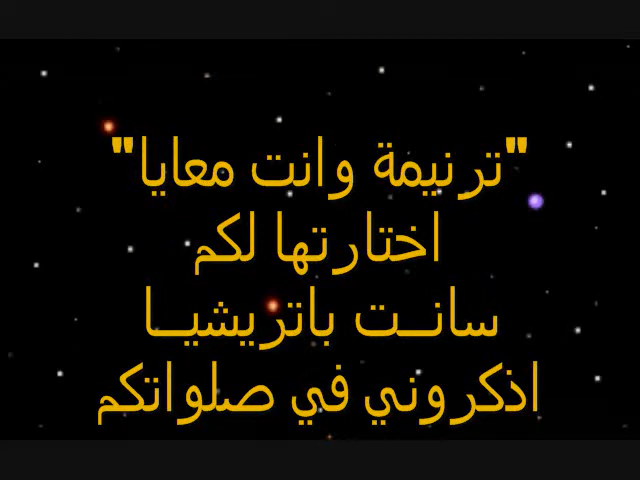 "ترنيمة وانت معايا"
اختارتها لكم
سانــت باتريشيــا
اذكروني في صلواتكم